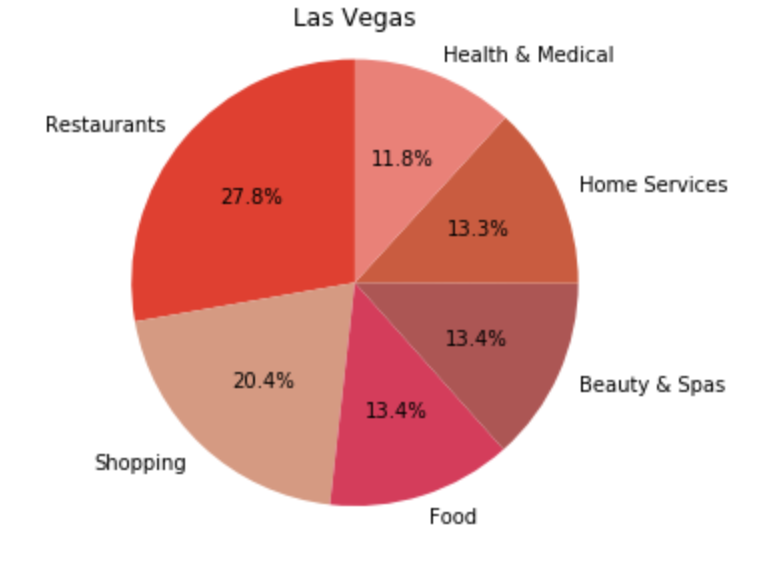 Las Vegas
Health & Medical
Restaurants
11.8%
Home Services
27.8%
13.3%
13.4%
20.4%
Beauty & Spas
13.4%
Shopping
Food